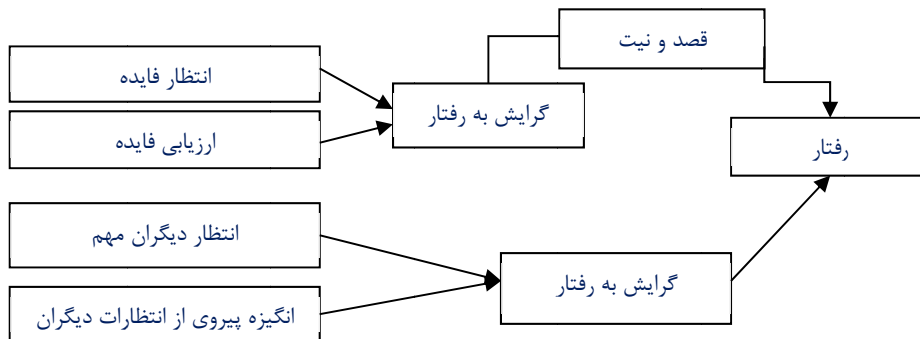 قصد و نیت
انتظار فایده
گرایش به رفتار
ارزیابی فایده
رفتار
انتظار دیگران مهم
گرایش به رفتار
انگیزه پیروی از انتظارات دیگران